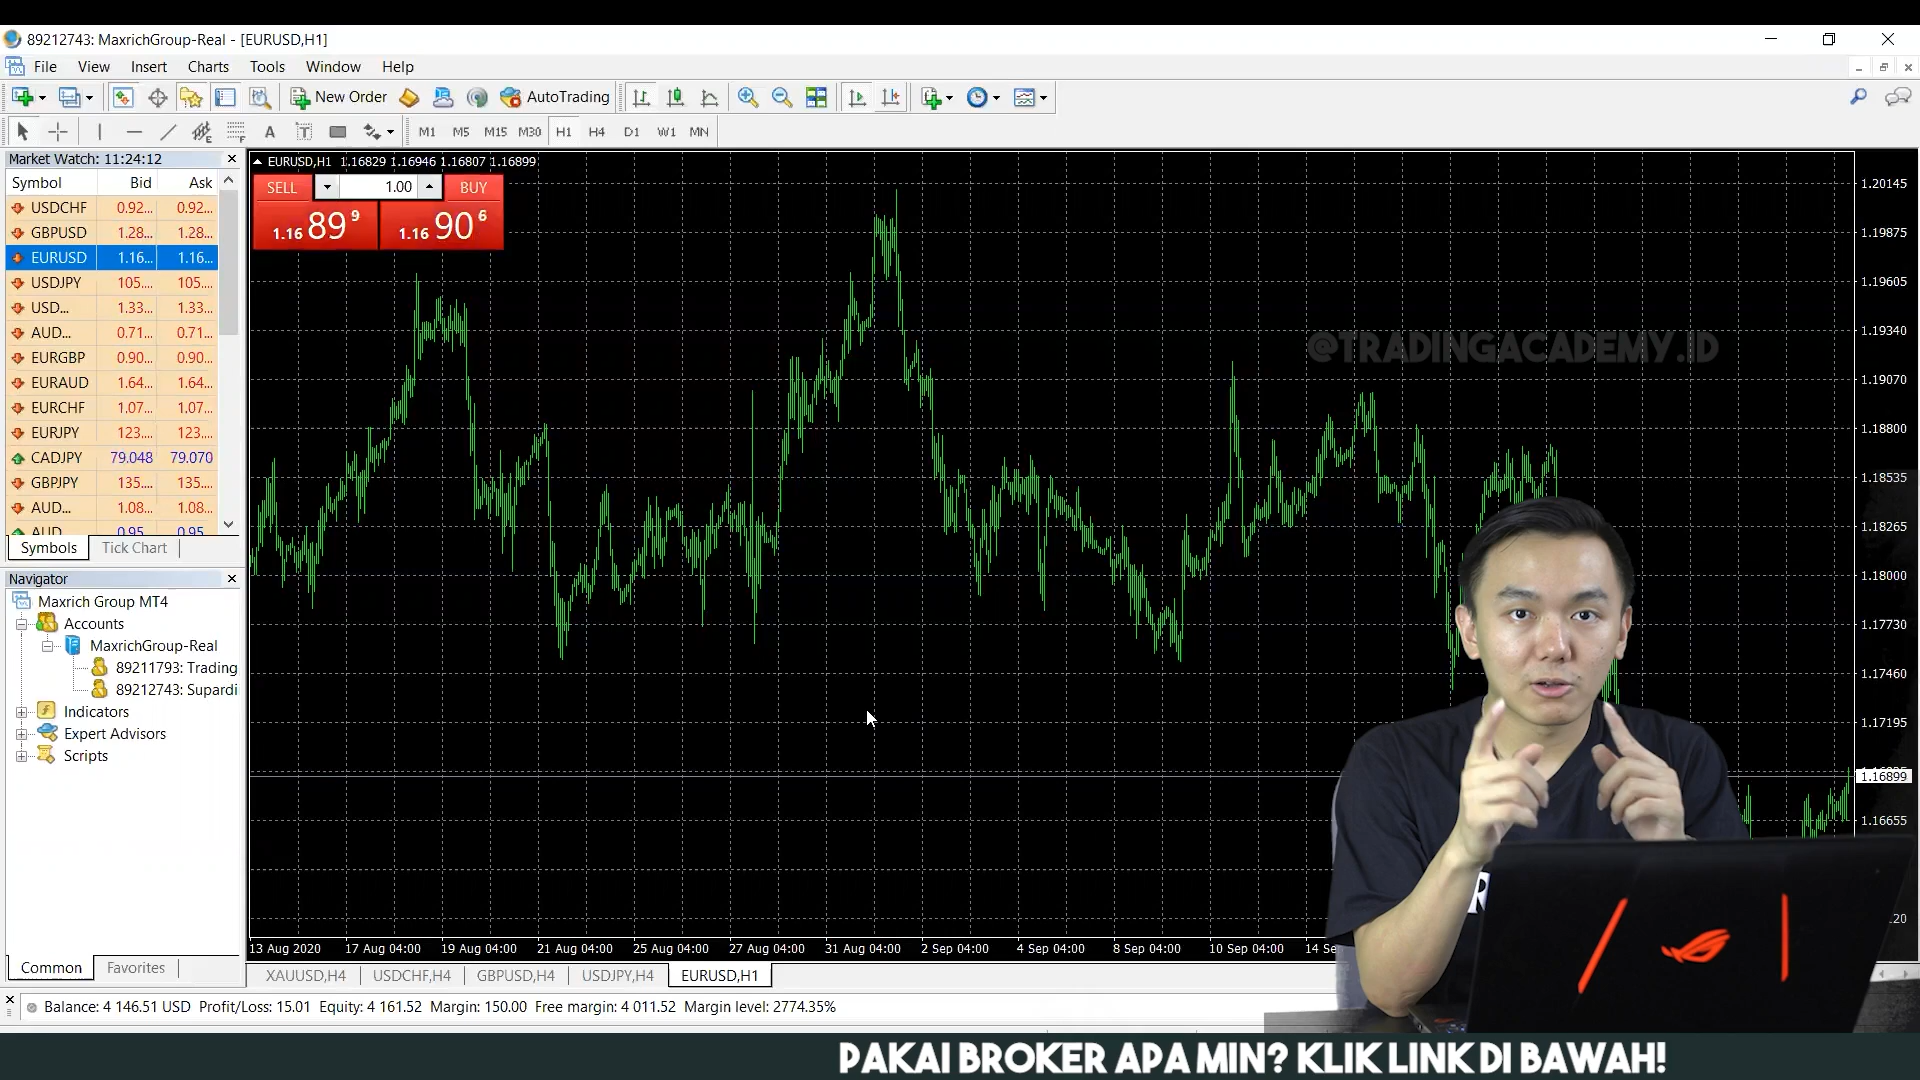 89212743: MaxrichGroup-Real - [EURUSD,H1]
File View Insert Charts Tools Window Help
New Order AutoTrading
A T M1 M5 M15 M30 H1 H4 D1 W1 MN
Market Watch: 11:24:12
Symbol Bid Ask
USDCHF 0.92... 0.92...
GBPUSD 1.28... 1.28...
EURUSD 1.16... 1.16...
USDJPY 105.... 105....
USD... 1.33... 1.33...
AUD... 0.71... 0.71...
EURGBP 0.90... 0.90...
EURAUD 1.64... 1.64...
EURCHF 1.07... 1.07...
EURJPY 123.... 123....
CADJPY 79.048 79.070
GBPJPY 135.... 135....
AUD... 1.08... 1.08...
AUD 0.95 0.95
Symbols Tick Chart
Navigator
Maxrich Group MT4
Accounts
MaxrichGroup-Real
89211793: Trading
89212743: Supardi
Indicators
Expert Advisors
Scripts
Common Favorites
EURUSD,H1 1.16829 1.16946 1.16807 1.16899
SELL 1.00 BUY
1.16 89 9 1.16 90 6
@TRADINGACADEMY.ID
1.20145
1.19875
1.19605
1.19340
1.19070
1.18800
1.18535
1.18265
1.18000
1.17730
1.17460
1.17195
1.16899
1.16655
.20
13 Aug 2020 17 Aug 04:00 19 Aug 04:00 21 Aug 04:00 25 Aug 04:00 27 Aug 04:00 31 Aug 04:00 2 Sep 04:00 4 Sep 04:00 8 Sep 04:00 10 Sep 04:00 14 Se
XAUUSD,H4 USDCHF,H4 GBPUSD,H4 USDJPY,H4 EURUSD,H1
Balance: 4 146.51 USD Profit/Loss: 15.01 Equity: 4 161.52 Margin: 150.00 Free margin: 4 011.52 Margin level: 2774.35%
PAKAI BROKER APA MIN? KLIK LINK DI BAWAH!